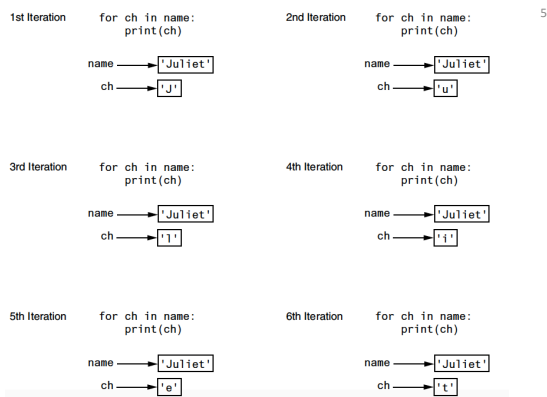 5
1st Iteration for ch in name:
print(ch)
name 'Juliet'
ch 'J'
2nd Iteration for ch in name:
print(ch)
name 'Juliet'
ch 'u'
3rd Iteration for ch in name:
print(ch)
name 'Juliet'
ch 'l'
4th Iteration for ch in name:
print(ch)
name 'Juliet'
ch 'i'
5th Iteration for ch in name:
print(ch)
name 'Juliet'
ch 'e'
6th Iteration for ch in name:
print(ch)
name 'Juliet'
ch 't'